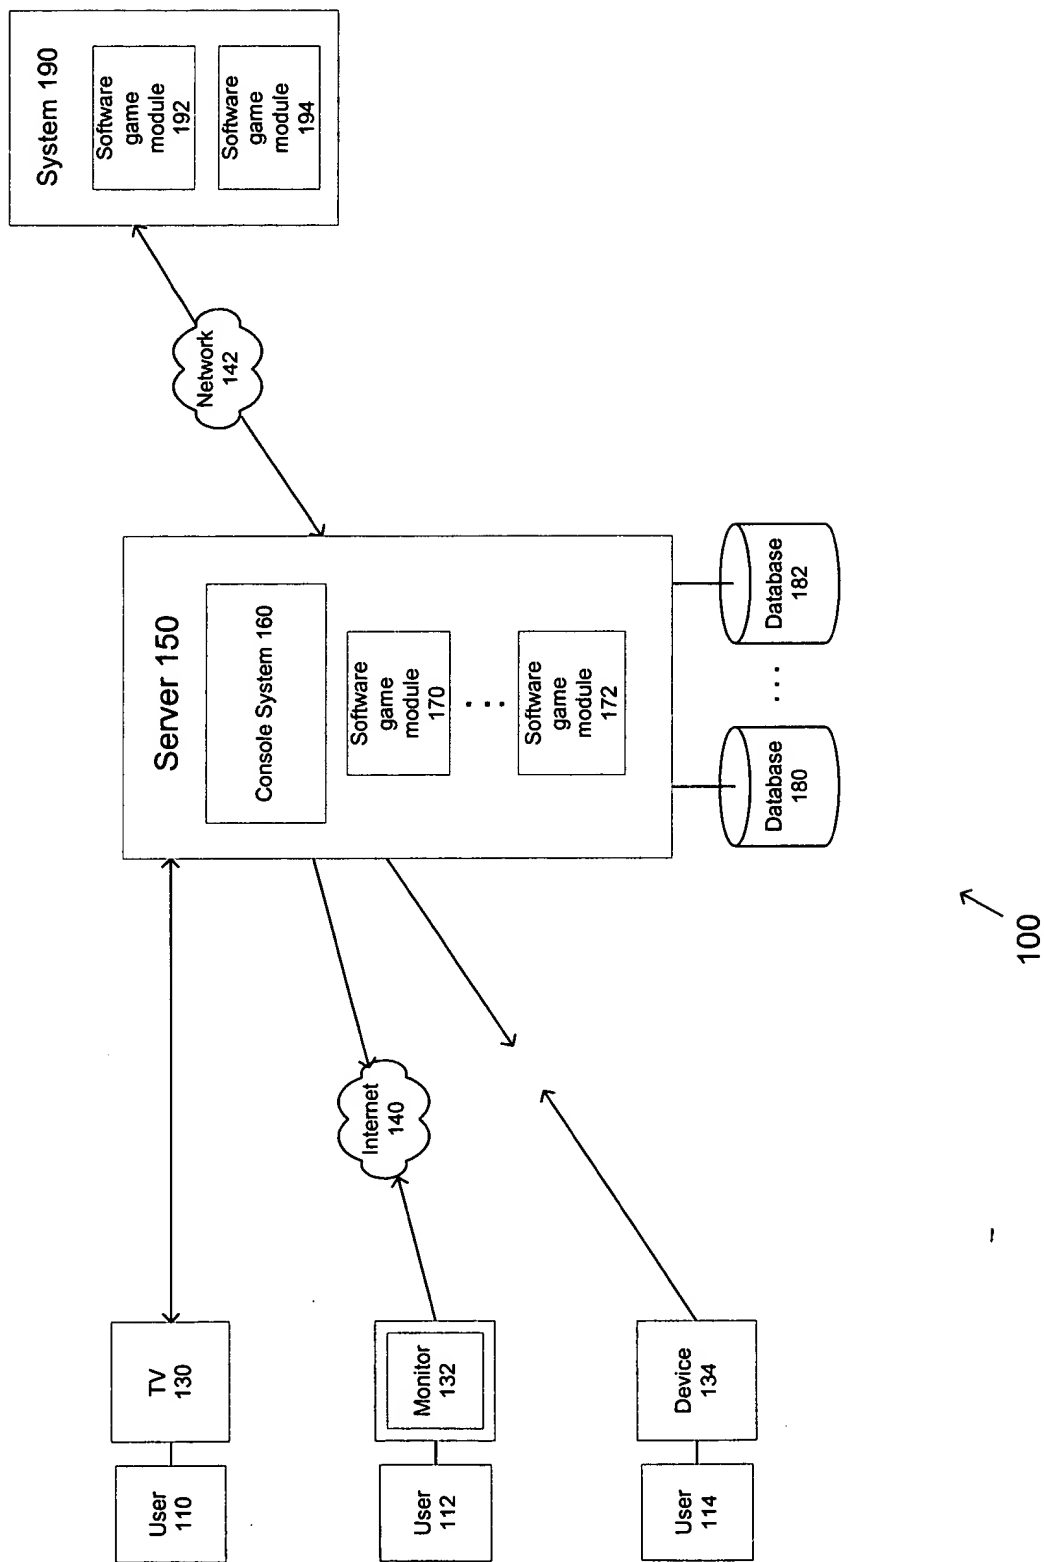 User
110
TV
130
User
112
Monitor
132
User
114
Device
134
Internet
140
Server 150
Console System 160
Software
game
module
170
. . .
Software
game
module
172
Database
180
. . .
Database
182
Network
142
System 190
Software
game
module
192
Software
game
module
194
100